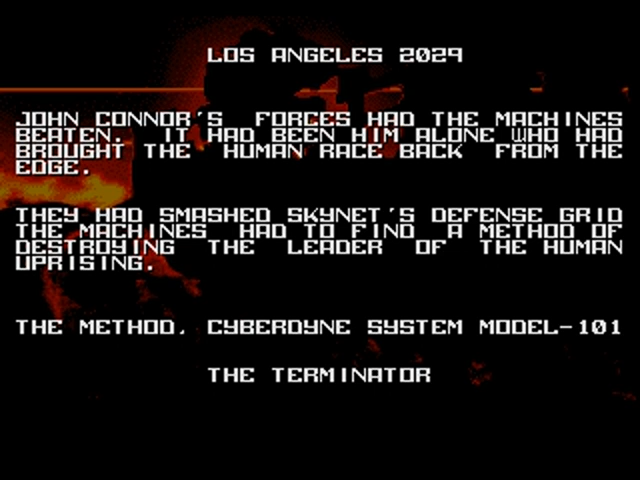 LOS ANGELES 2029
JOHN CONNOR'S FORCES HAD THE MACHINES
BEATEN. IT HAD BEEN HIM ALONE WHO HAD
BROUGHT THE HUMAN RACE BACK FROM THE
EDGE.
THEY HAD SMASHED SKYNET'S DEFENSE GRID
THE MACHINES HAD TO FIND A METHOD OF
DESTROYING THE LEADER OF THE HUMAN
UPRISING.
THE METHOD. CYBERDYNE SYSTEM MODEL-101
THE TERMINATOR